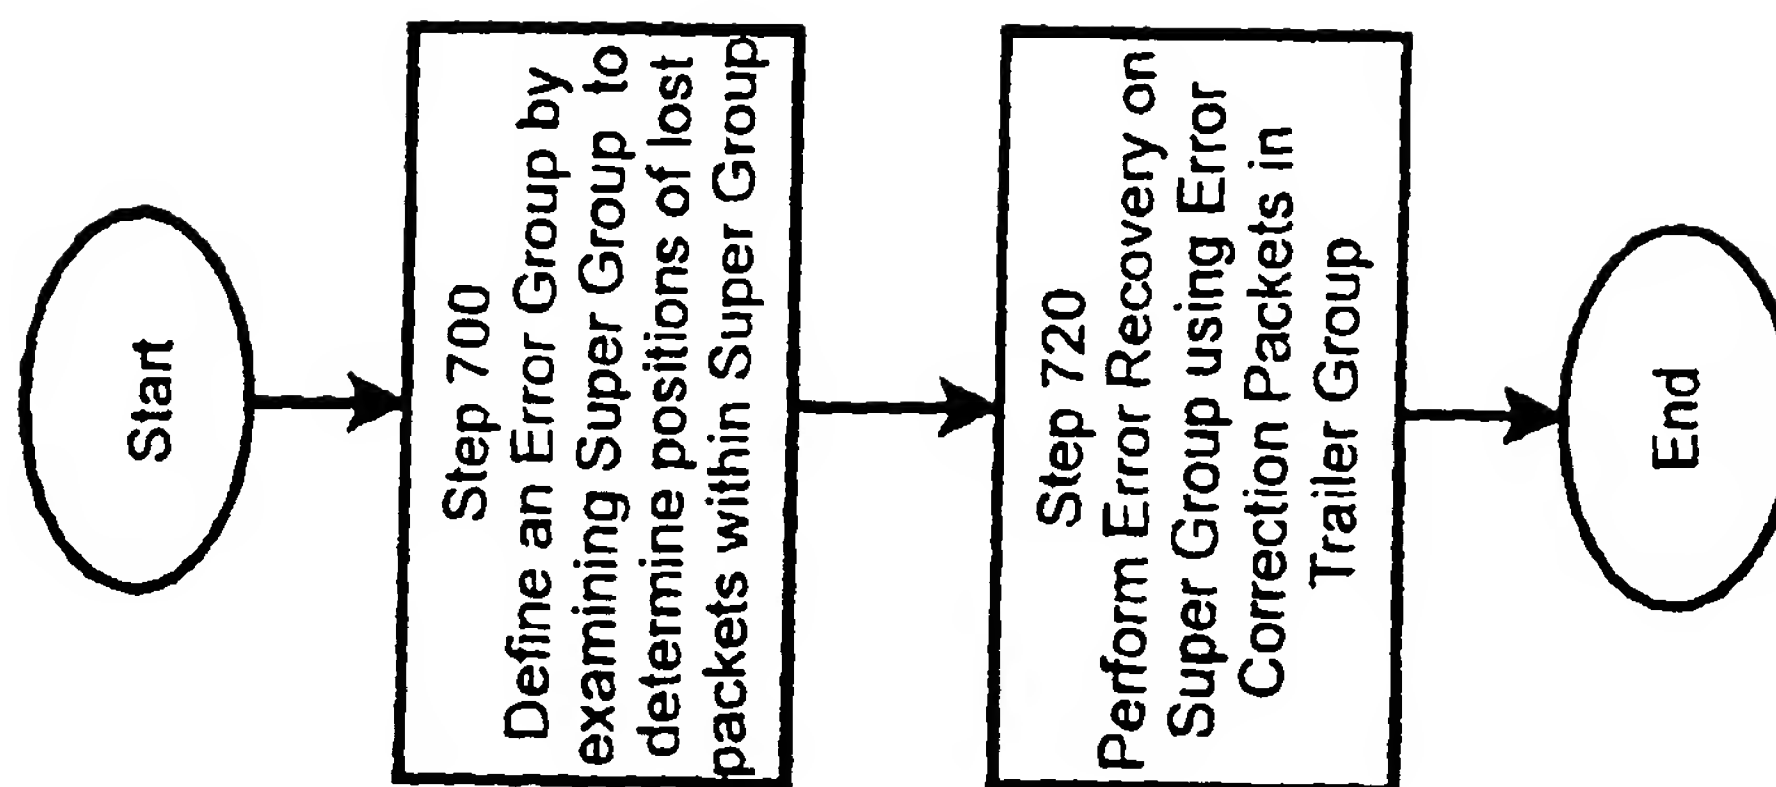 Start
Step 700
Define an Error Group by
examining Super Group to
determine positions of lost
packets within Super Group
Step 720
Perform Error Recovery on
Super Group using Error
Correction Packets in
Trailer Group
End